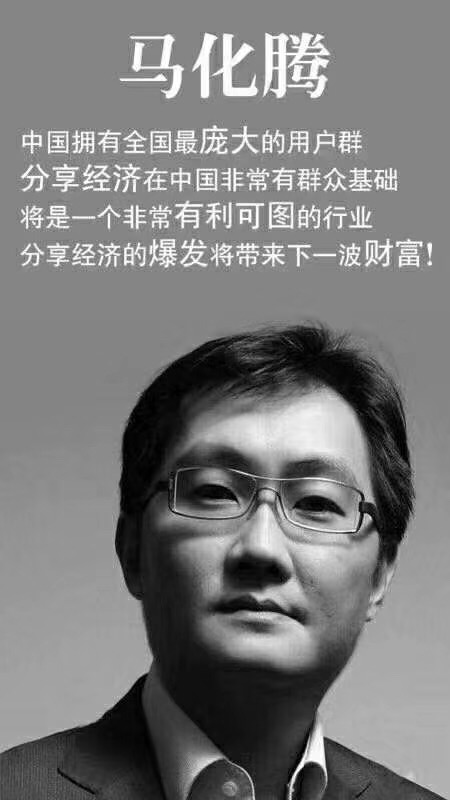 马化腾
中国拥有全国最庞大的用户群
分享经济在中国非常有群众基础
将是一个非常有利可图的行业
分享经济的爆发将带来下一波财富!